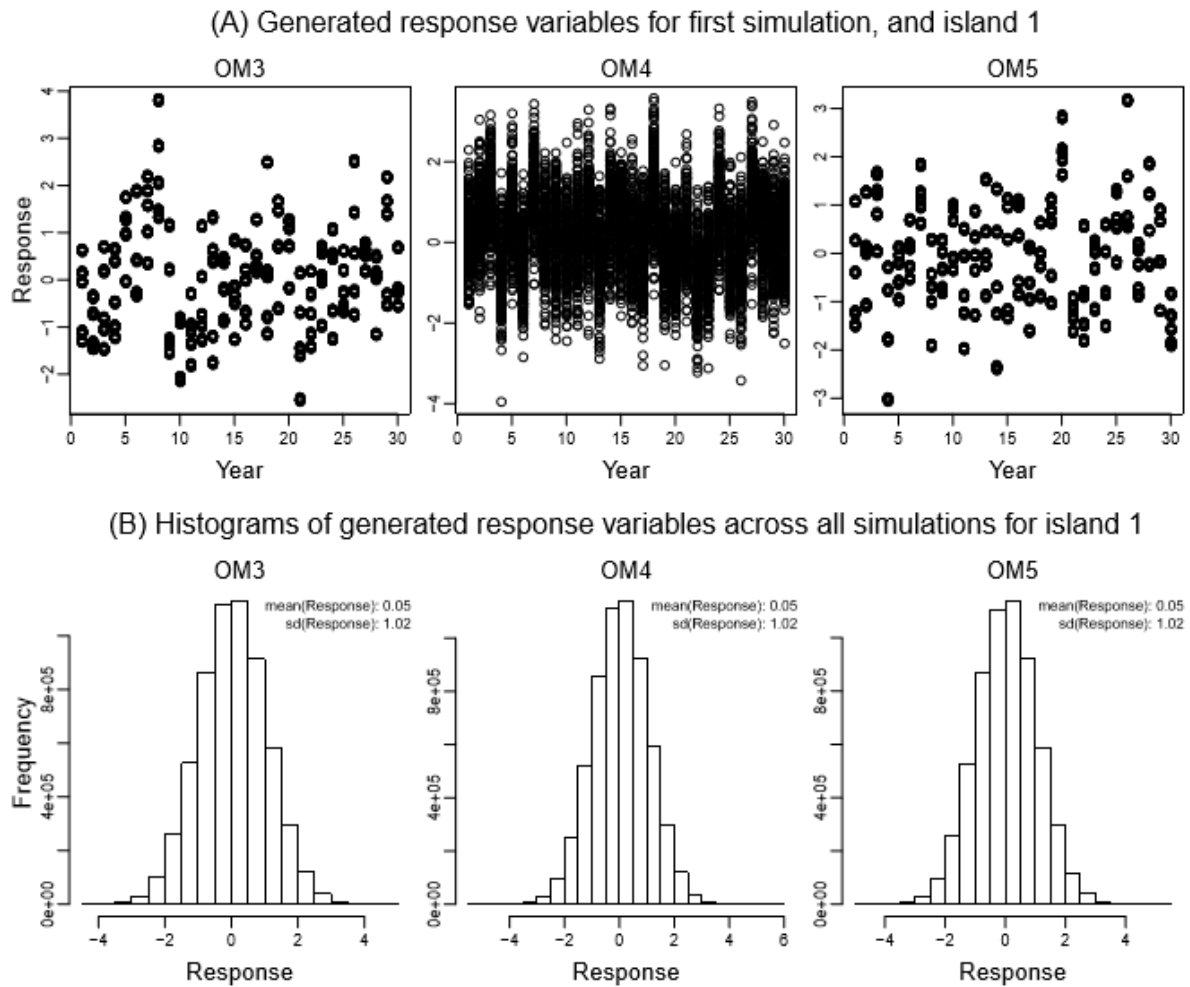 (A) Generated response variables for first simulation, and island 1
OM3
OM4
OM5
Response
4
3
2
1
0
−1
−2
0 5 10 15 20 25 30
Year
2
0
−2
−4
0 5 10 15 20 25 30
Year
3
2
1
0
−1
−2
−3
0 5 10 15 20 25 30
Year
(B) Histograms of generated response variables across all simulations for island 1
OM3
OM4
OM5
mean(Response): 0.05
sd(Response): 1.02
mean(Response): 0.05
sd(Response): 1.02
mean(Response): 0.05
sd(Response): 1.02
Frequency
8e+05
4e+05
0e+00
−4 −2 0 2 4
Response
8e+05
4e+05
0e+00
−4 −2 0 2 4 6
Response
8e+05
4e+05
0e+00
−4 −2 0 2 4
Response